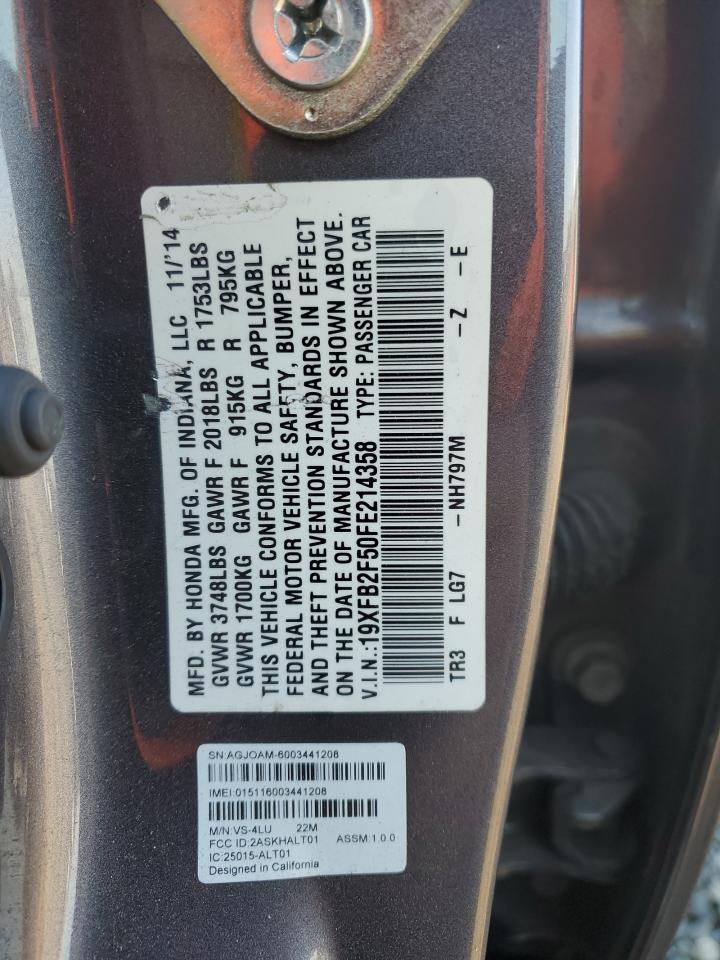 MFD. BY HONDA MFG. OF INDIANA, LLC 11/'14
GVWR 3748LBS GAWR F 2018LBS R 1753LBS
GVWR 1700KG GAWR F 915KG R 795KG
THIS VEHICLE CONFORMS TO ALL APPLICABLE
FEDERAL MOTOR VEHICLE SAFETY, BUMPER,
AND THEFT PREVENTION STANDARDS IN EFFECT
ON THE DATE OF MANUFACTURE SHOWN ABOVE.
V.I.N.:19XFB2F50FE214358 TYPE: PASSENGER CAR
TR3 F LG7 -NH797M -Z -E
SN:AGJOAM-6003441208
IMEI:015116003441208
M/N:VS-4LU 22M
FCC ID:2ASKHALT01 ASSM:1.0.0
IC:25015-ALT01
Designed in California